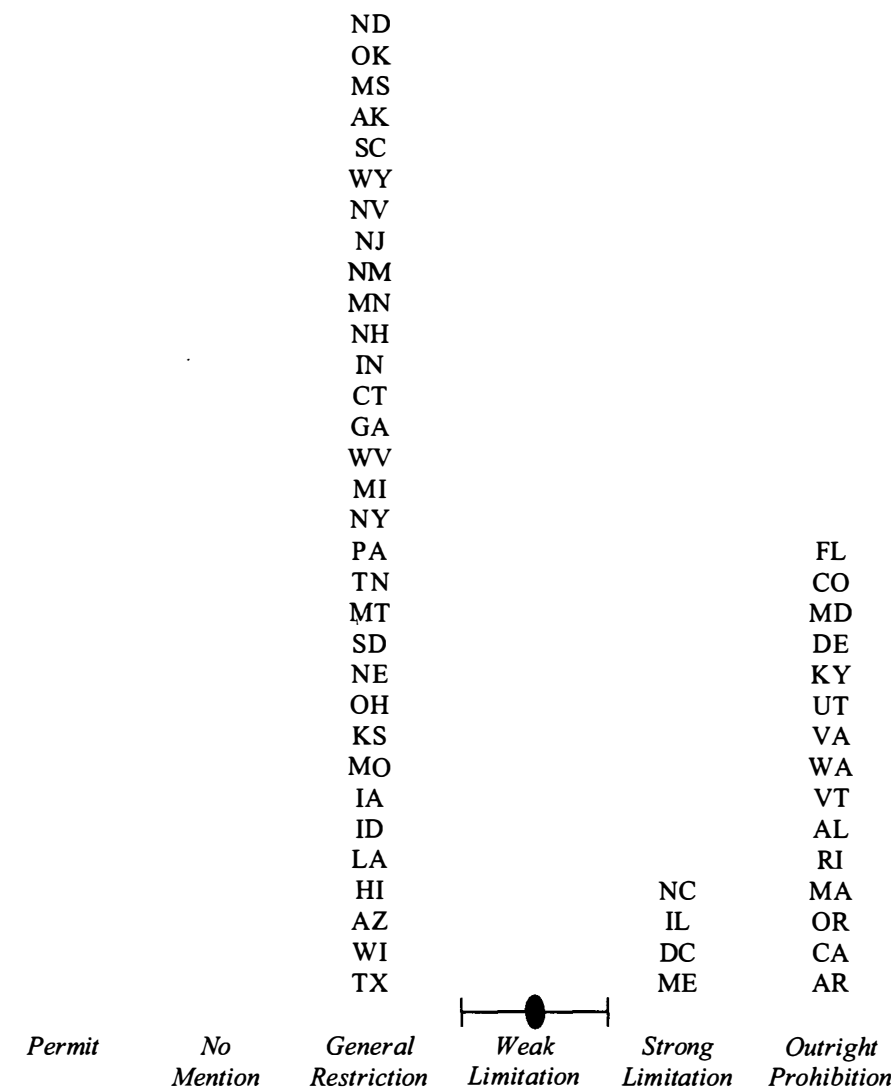 ND
OK
MS
AK
SC
WY
NV
NJ
NM
MN
NH
IN
CT
GA
WV
MI
NY
PA FL
TN CO
MT MD
SD DE
NE KY
OH UT
KS VA
MO WA
IA VT
ID AL
LA RI
HI NC MA
AZ IL OR
WI DC CA
TX ME AR
Permit No General Weak Strong Outright
Mention Restriction Limitation Limitation Prohibition